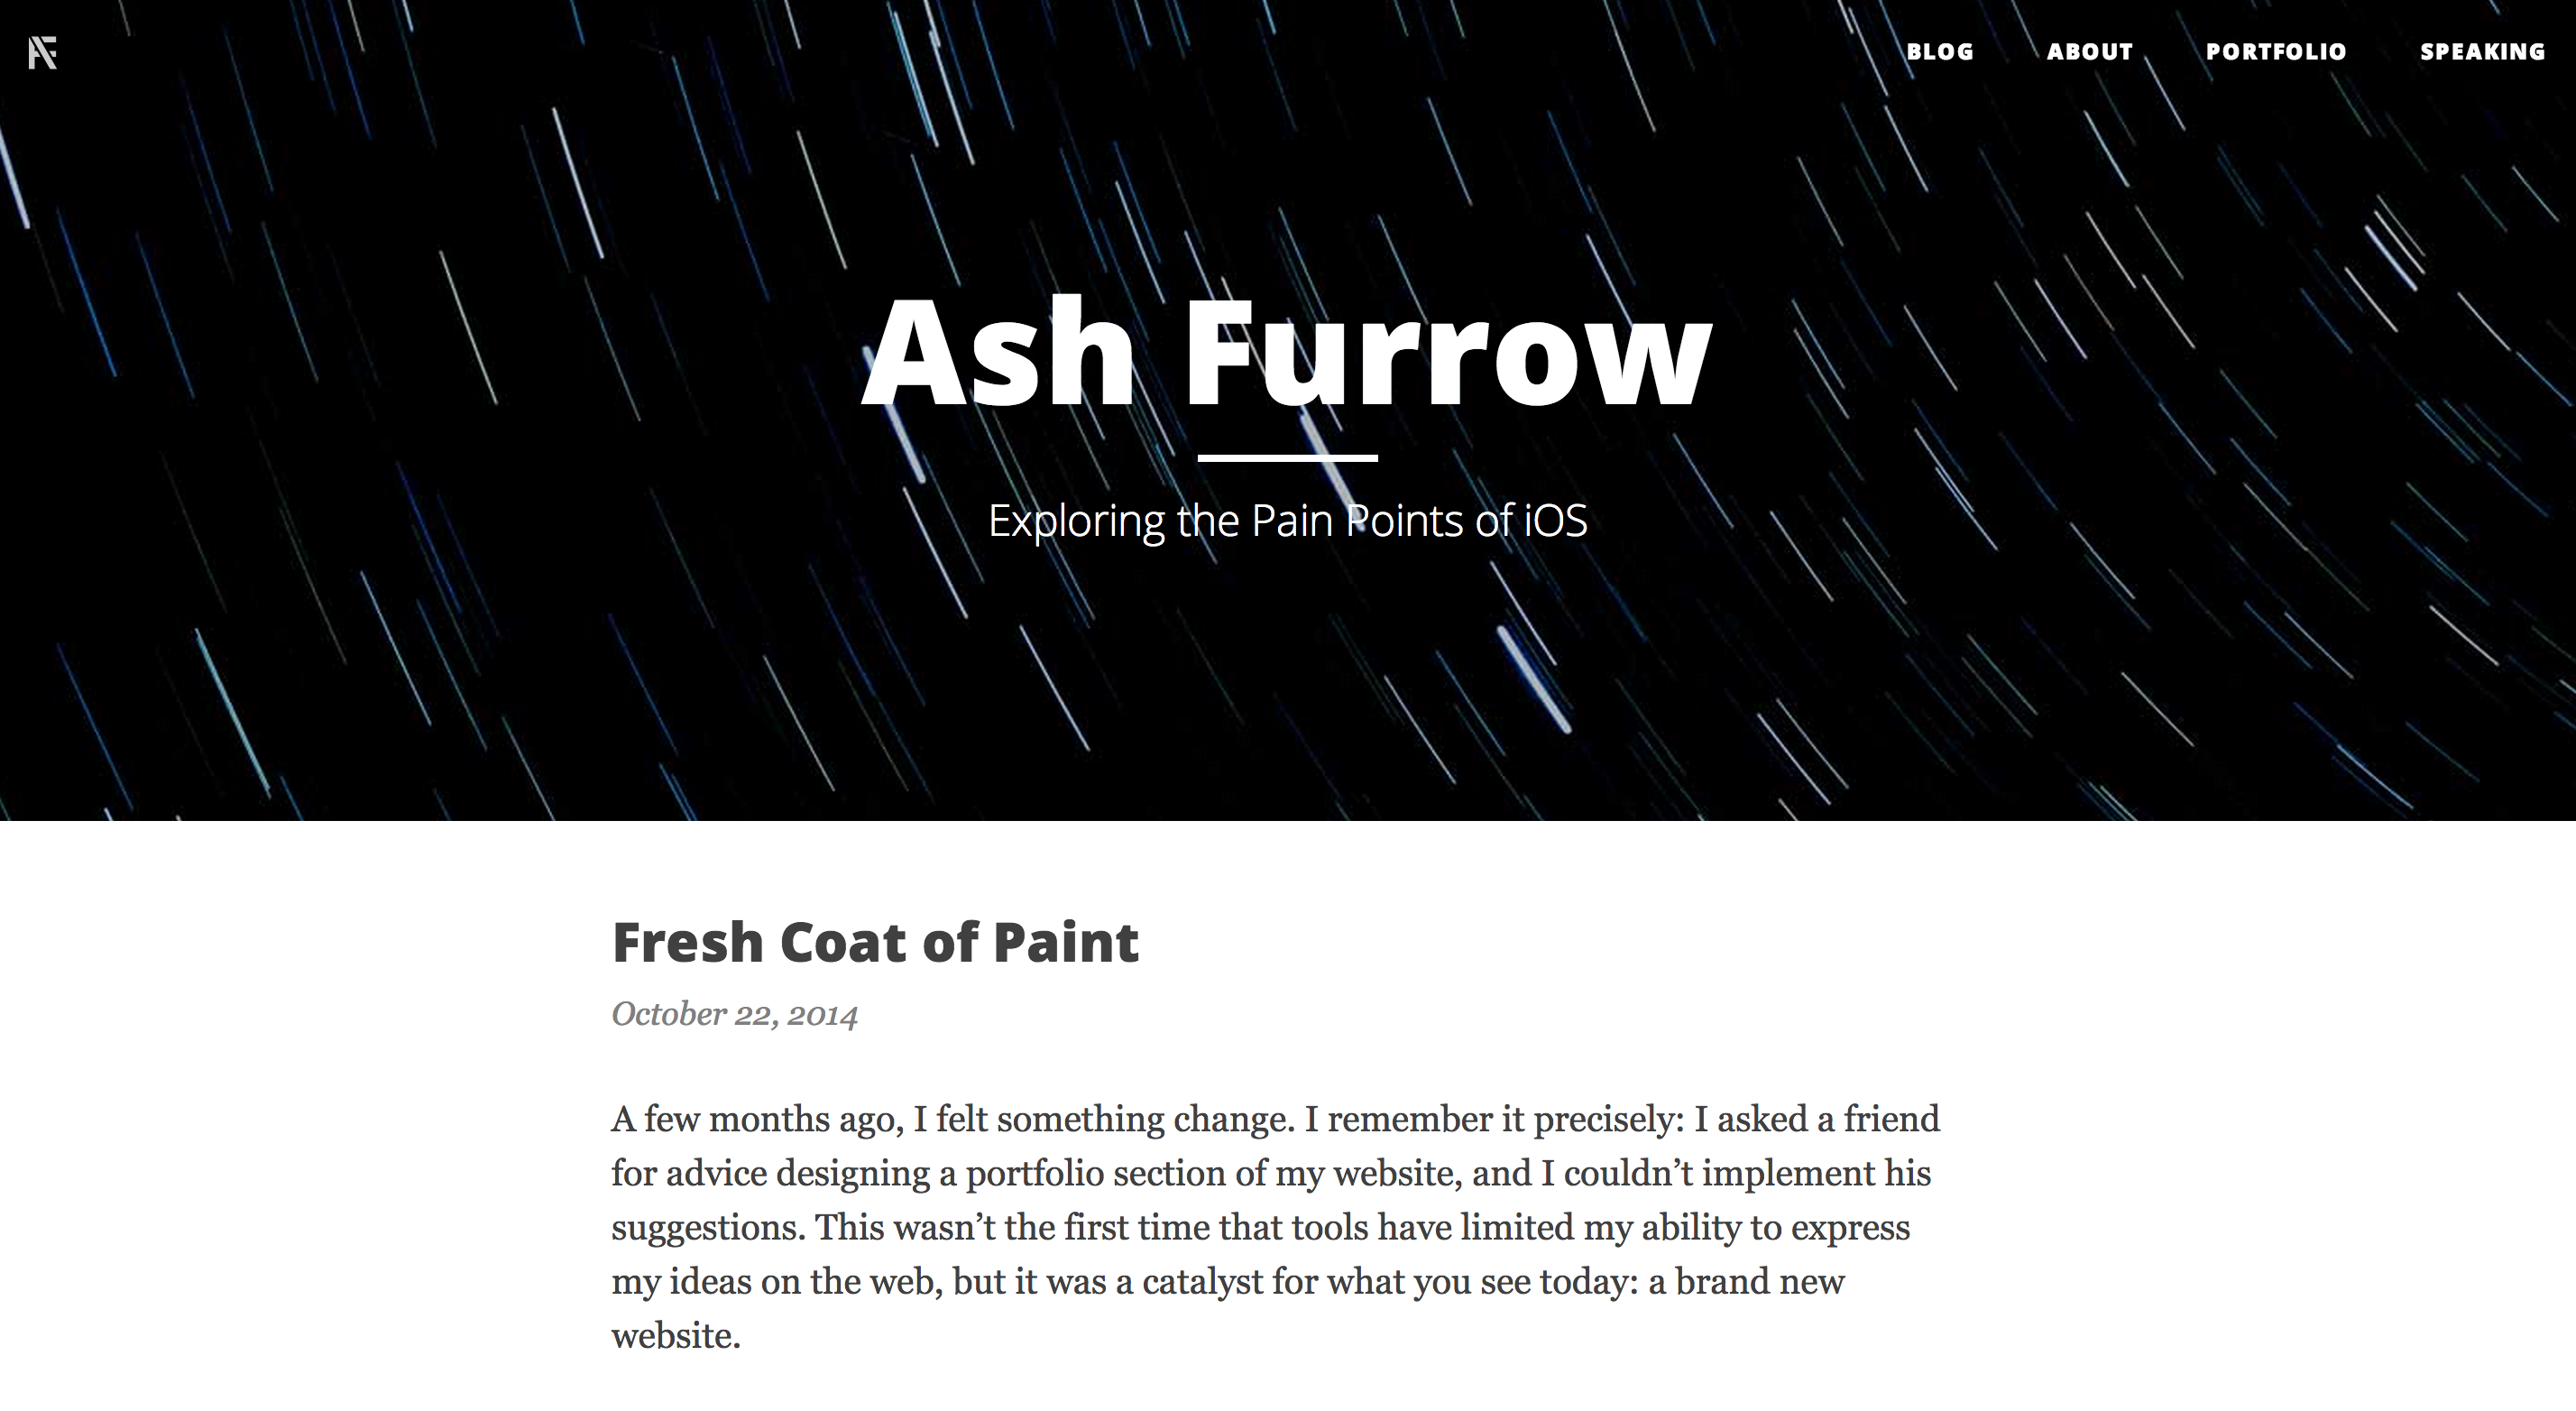 AF
BLOG ABOUT PORTFOLIO SPEAKING
Ash Furrow
Exploring the Pain Points of iOS
Fresh Coat of Paint
October 22, 2014
A few months ago, I felt something change. I remember it precisely: I asked a friend
for advice designing a portfolio section of my website, and I couldn’t implement his
suggestions. This wasn’t the first time that tools have limited my ability to express
my ideas on the web, but it was a catalyst for what you see today: a brand new
website.